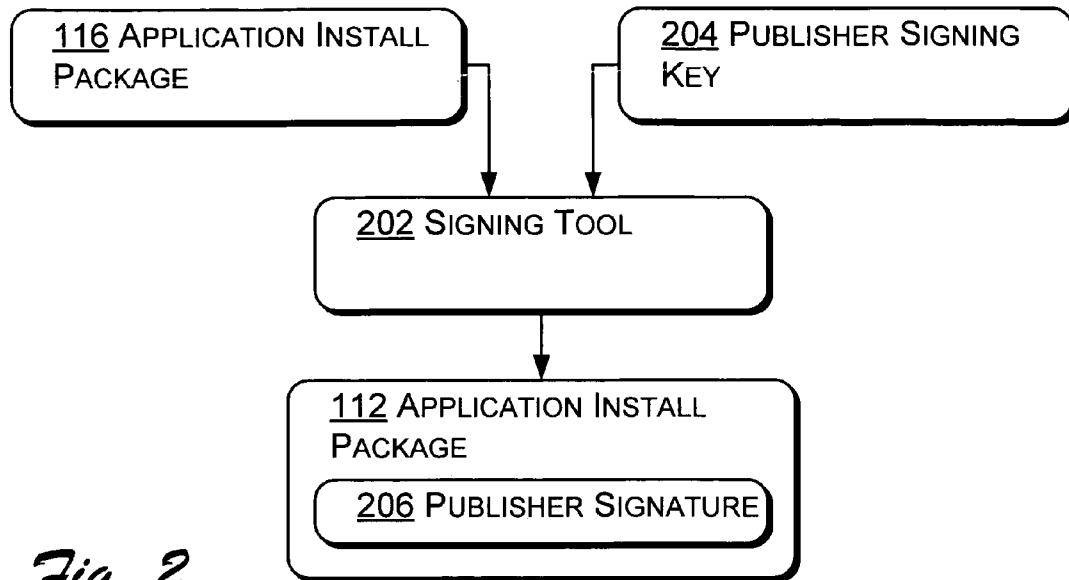 116 APPLICATION INSTALL
PACKAGE
204 PUBLISHER SIGNING
KEY
202 SIGNING TOOL
112 APPLICATION INSTALL
PACKAGE
206 PUBLISHER SIGNATURE
Fig. 2